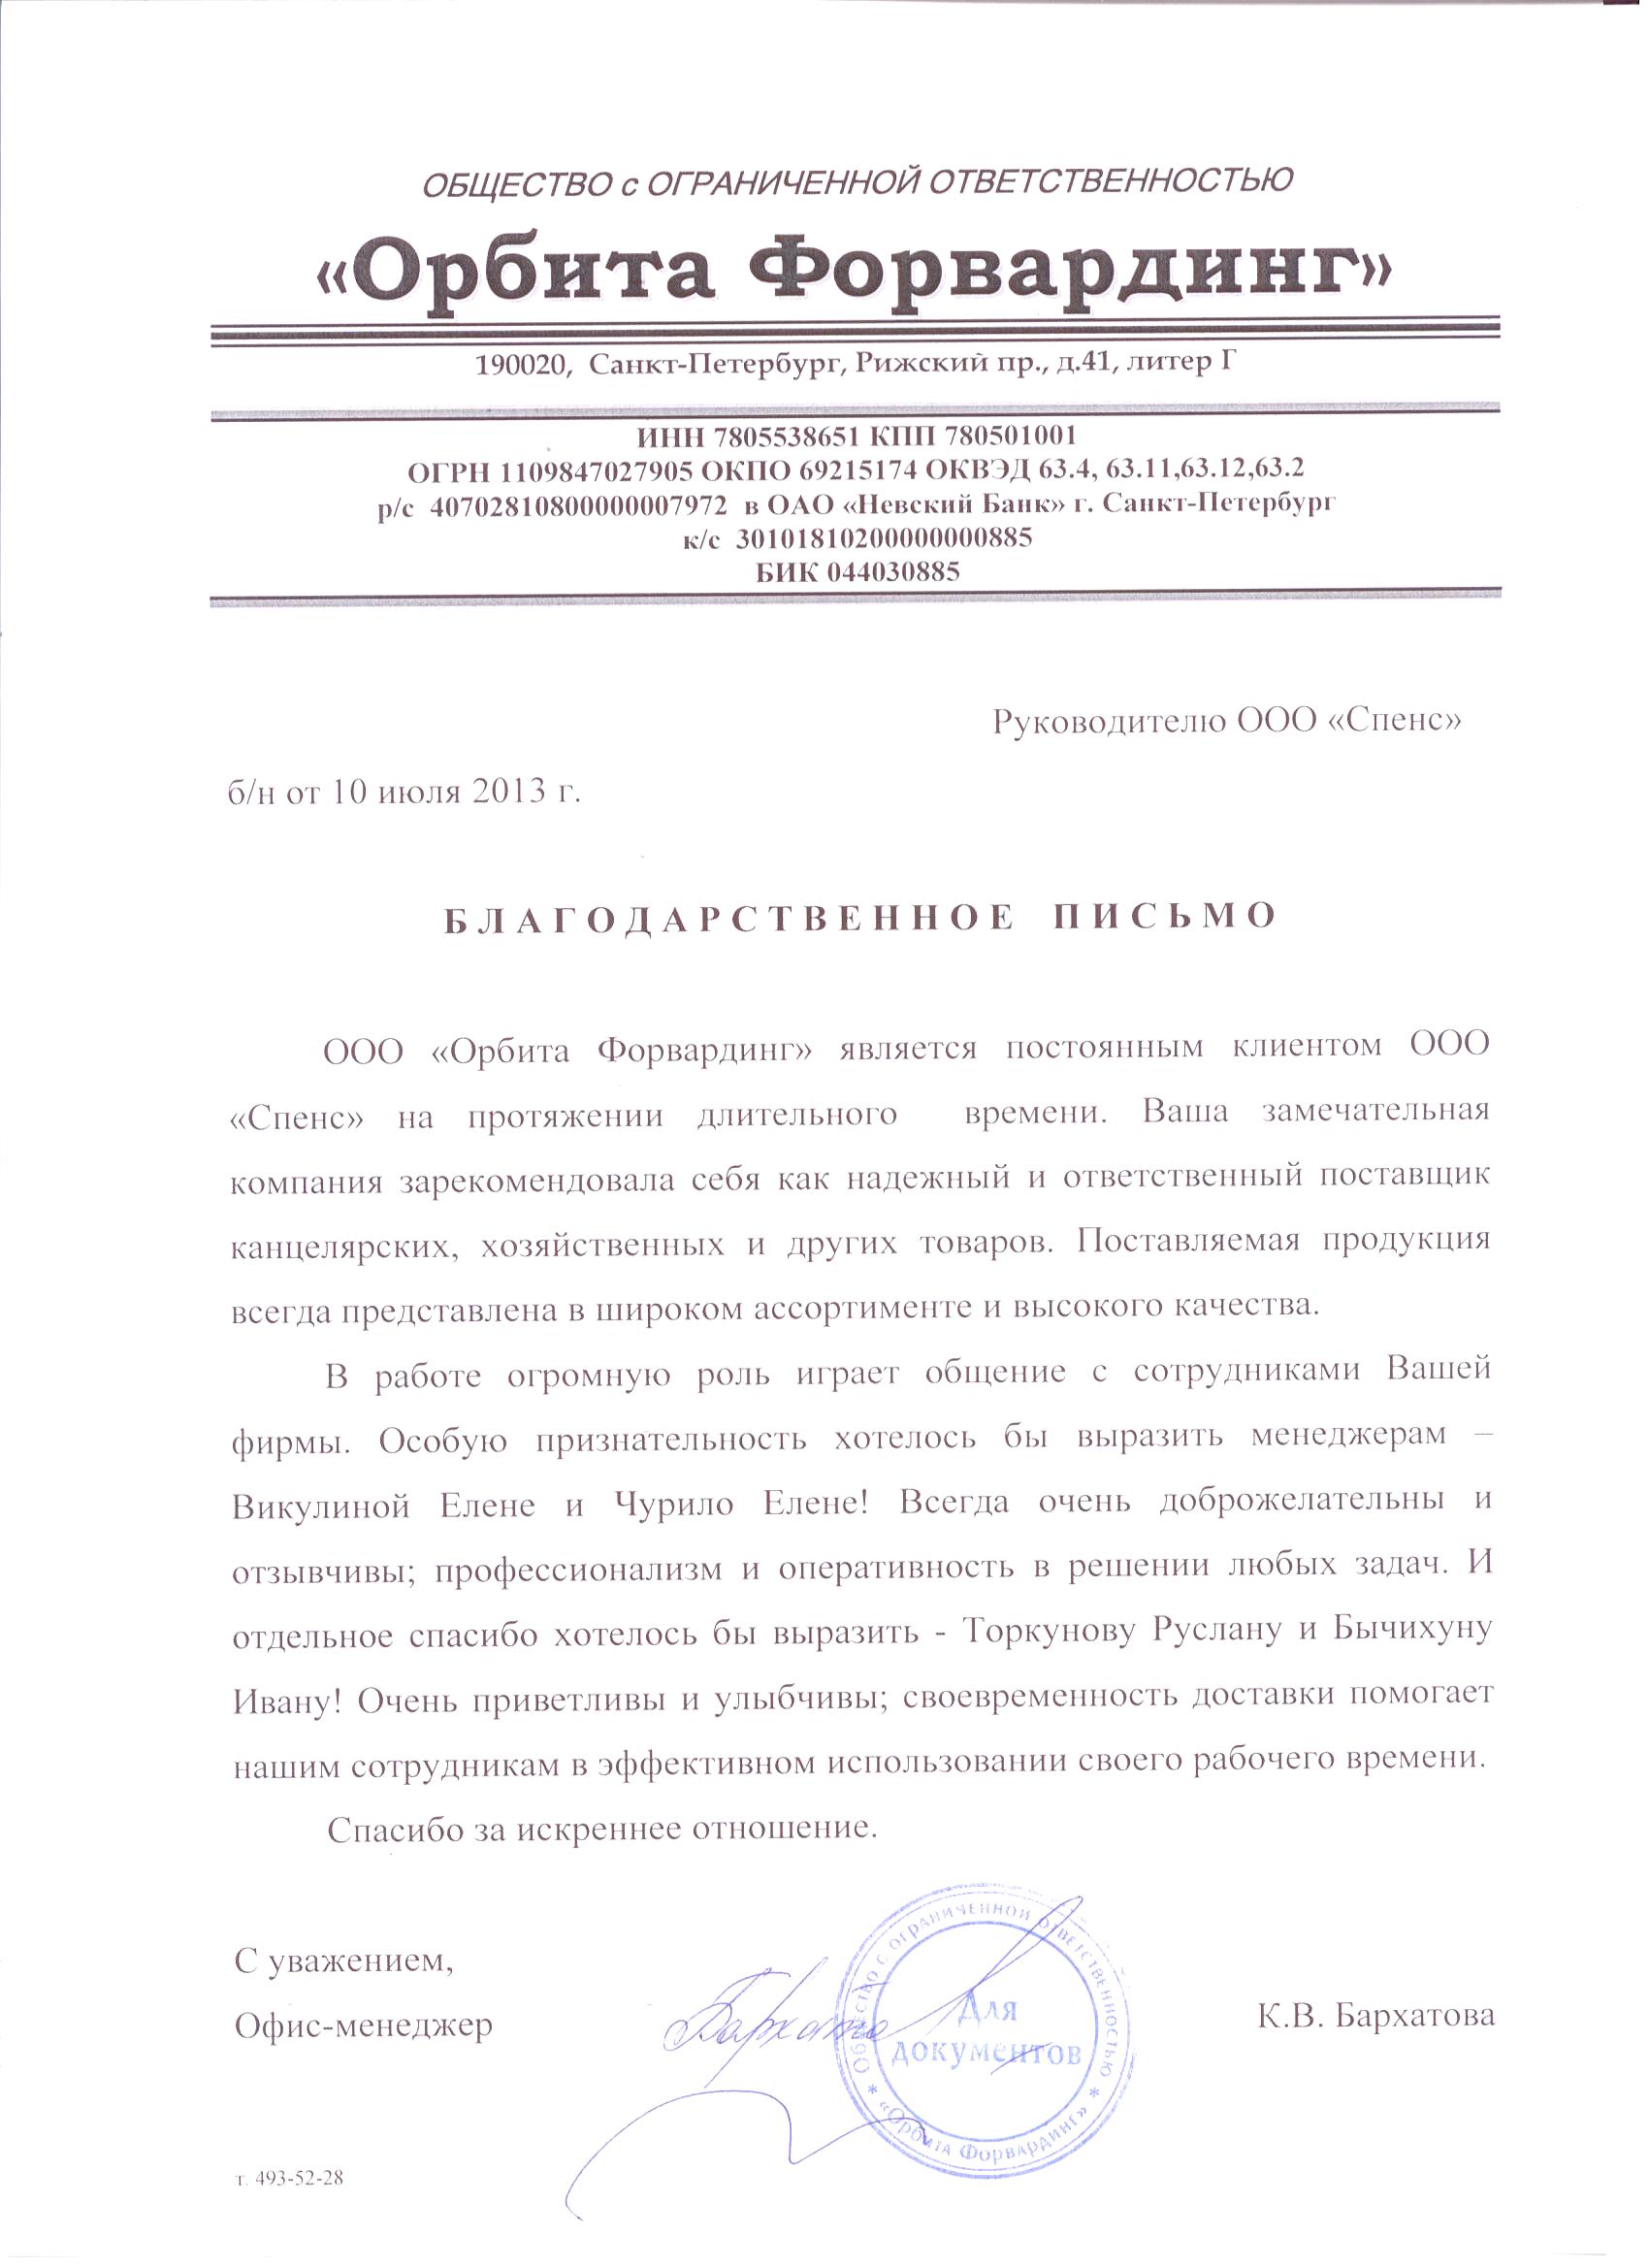 ОБЩЕСТВО с ОГРАНИЧЕННОЙ ОТВЕТСТВЕННОСТЬЮ
«Орбита Форвардинг»
190020, Санкт-Петербург, Рижский пр., д.41, литер Г
ИНН 7805538651 КПП 780501001
ОГРН 1109847027905 ОКПО 69215174 ОКВЭД 63.4, 63.11,63.12,63.2
р/с 40702810800000007972 в ОАО «Невский Банк» г. Санкт-Петербург
к/с 30101810200000000885
БИК 044030885
Руководителю ООО «Спенс»
б/н от 10 июля 2013 г.
БЛАГОДАРСТВЕННОЕ ПИСЬМО
ООО «Орбита Форвардинг» является постоянным клиентом ООО
«Спенс» на протяжении длительного времени. Ваша замечательная
компания зарекомендовала себя как надежный и ответственный поставщик
канцелярских, хозяйственных и других товаров. Поставляемая продукция
всегда представлена в широком ассортименте и высокого качества.
В работе огромную роль играет общение с сотрудниками Вашей
фирмы. Особую признательность хотелось бы выразить менеджерам –
Викулиной Елене и Чурило Елене! Всегда очень доброжелательны и
отзывчивы; профессионализм и оперативность в решении любых задач. И
отдельное спасибо хотелось бы выразить - Торкунову Руслану и Бычихуну
Ивану! Очень приветливы и улыбчивы; своевременность доставки помогает
нашим сотрудникам в эффективном использовании своего рабочего времени.
Спасибо за искреннее отношение.
С уважением,
Офис-менеджер
К.В. Бархатова
Общество с ограниченной ответственностью
* «Орбита Форвардинг» *
Для
документов
т. 493-52-28